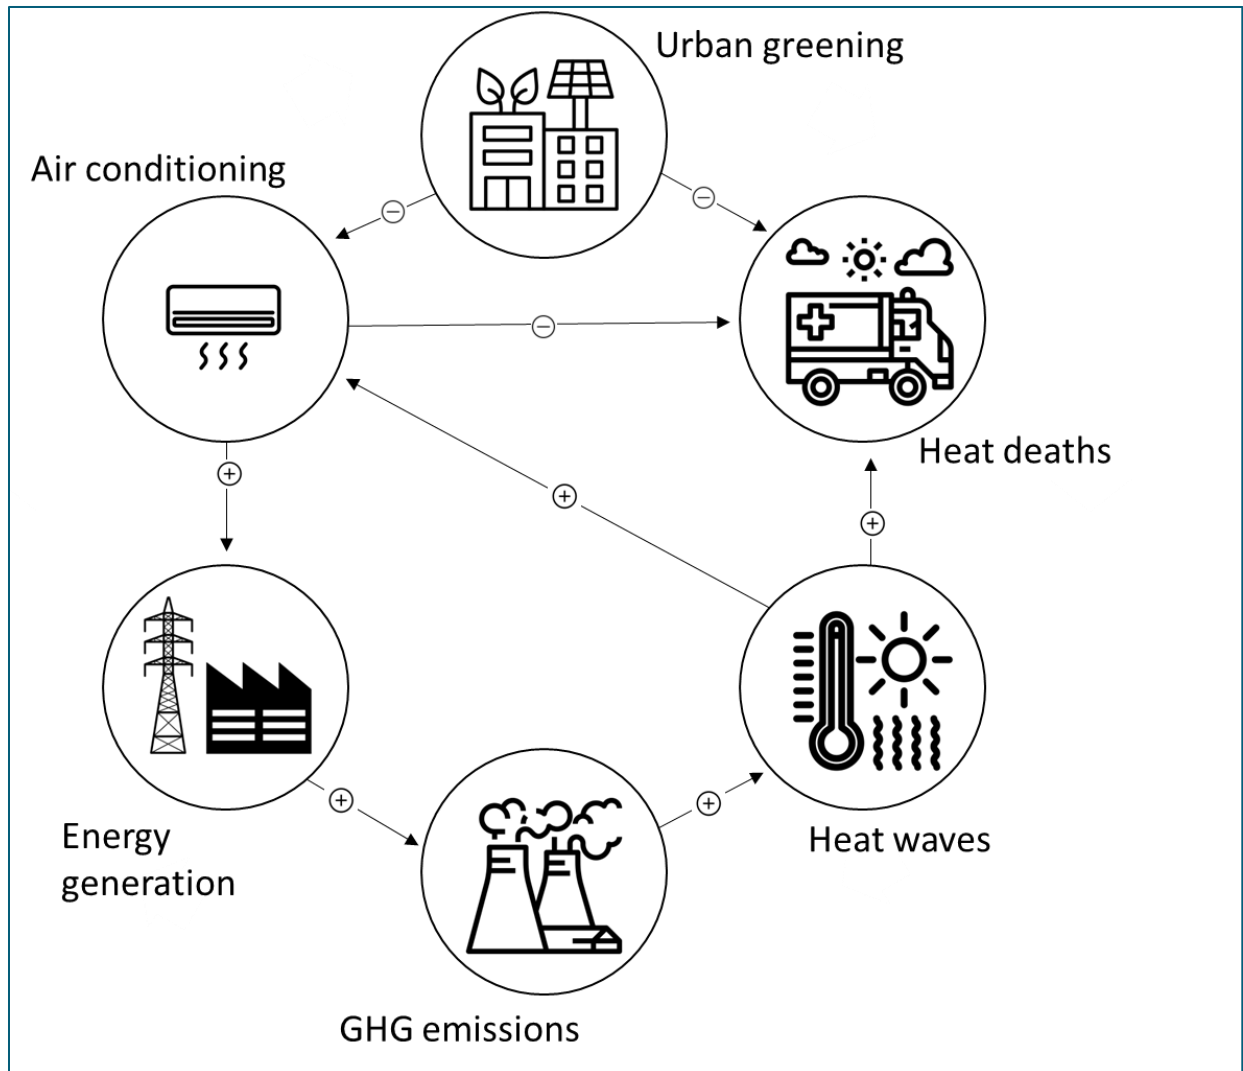 Urban greening
Air conditioning
Heat deaths
Energy
generation
Heat waves
GHG emissions